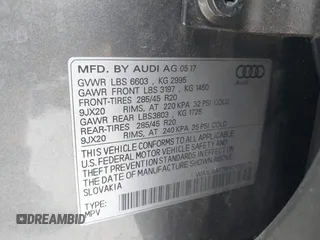 MFD. BY AUDI AG 05 17
GVWR LBS 6603 , KG 2995
GAWR FRONT LBS 3197 , KG 1450
FRONT-TIRES 285/45 R20
9JX20 RIMS, AT 220 KPA, 32 PSI COLD
GAWR REAR LBS3803 , KG 1725
REAR-TIRES 285/45 R20
9JX20 RIMS, AT 240 KPA, 35 PSI COLD
THIS VEHICLE CONFORMS TO ALL APPLICABLE
U.S. FEDERAL MOTOR VEHICLE SAFETY BUMPER AND
THEFT PREVENTION STANDARDS IN EFFECT ON
THE DATE OF MANUFACTURE SHOWN ABOVE.
SLOVAKIA
TYPE:
MPV
Audi
DREAMBID